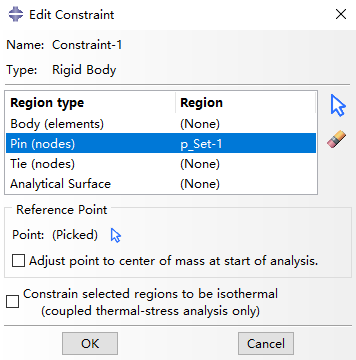 Edit Constraint
Name: Constraint-1
Type: Rigid Body
Region type Region
Body (elements) (None)
Pin (nodes) p_Set-1
Tie (nodes) (None)
Analytical Surface (None)
Reference Point
Point: (Picked)
Adjust point to center of mass at start of analysis.
Constrain selected regions to be isothermal
(coupled thermal-stress analysis only)
OK Cancel